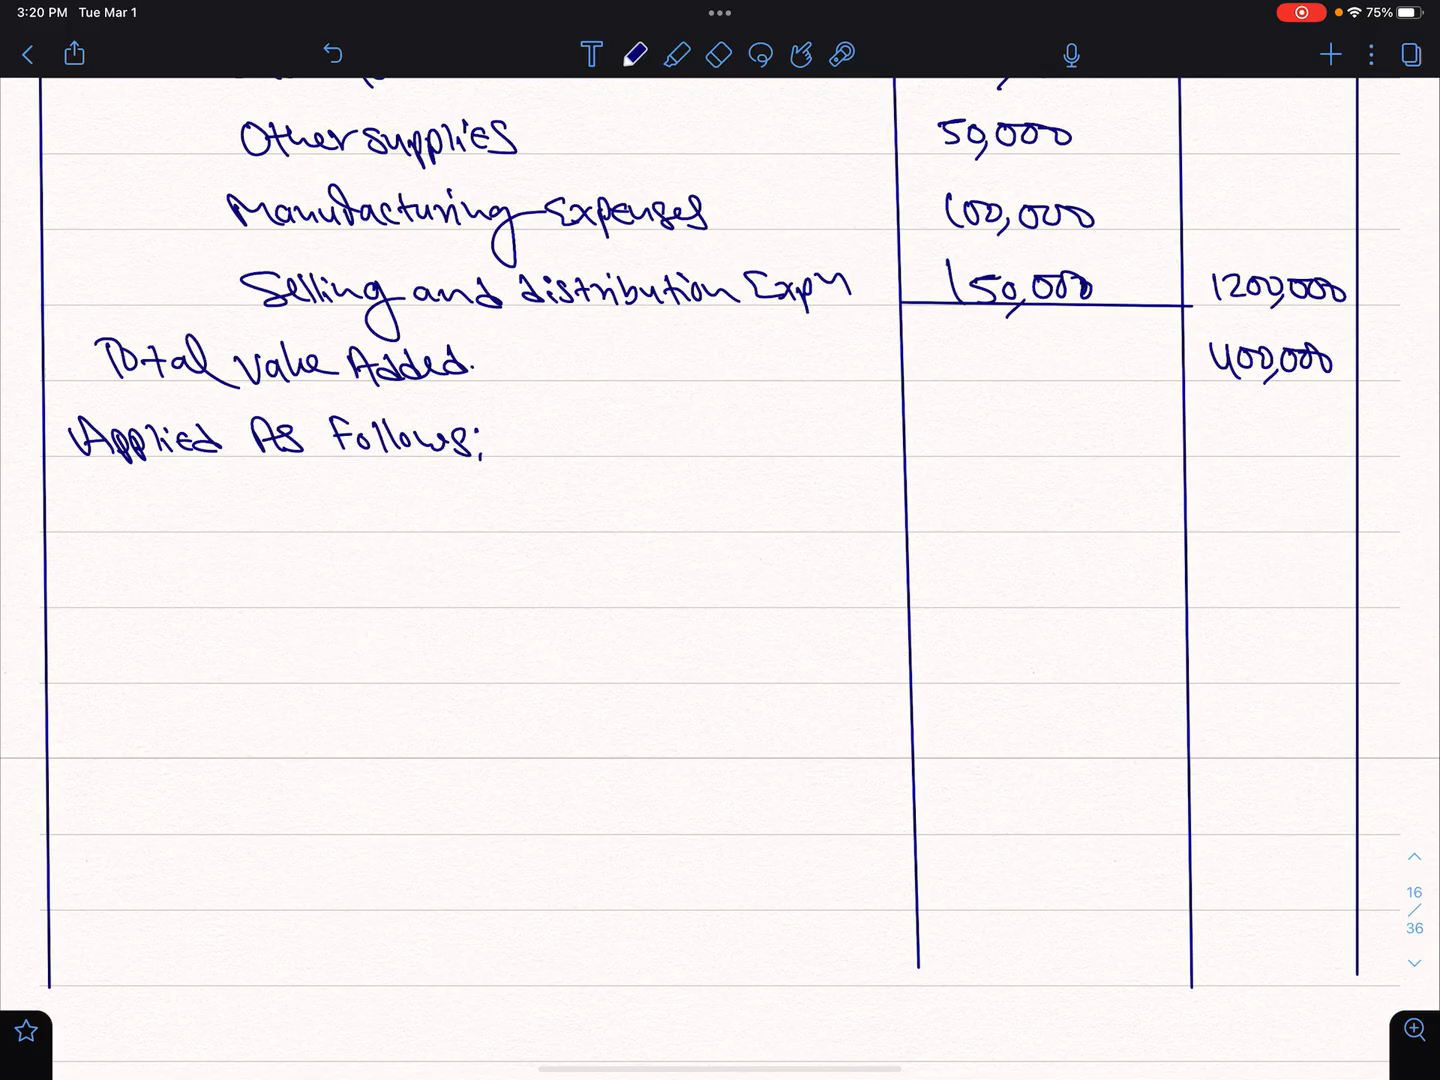 3:20 PM Tue Mar 1
75%
T
Other supplies 50,000
Manufacturing Expenses 100,000
Selling and distribution Expn 150,000 1200,000
Total Value Added. 400,000
Applied As Follows;
16
/
36